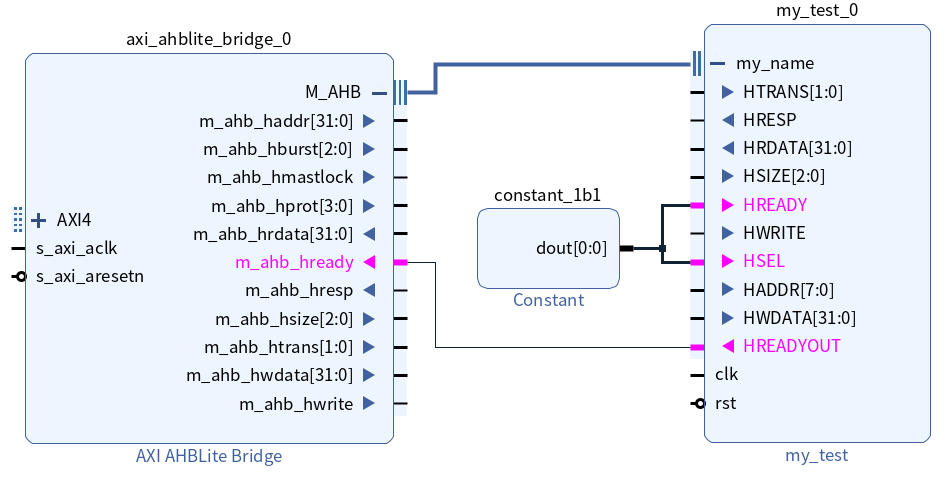 axi_ahblite_bridge_0
M_AHB
m_ahb_haddr[31:0]
m_ahb_hburst[2:0]
m_ahb_hmastlock
m_ahb_hprot[3:0]
m_ahb_hrdata[31:0]
m_ahb_hready
m_ahb_hresp
m_ahb_hsize[2:0]
m_ahb_htrans[1:0]
m_ahb_hwdata[31:0]
m_ahb_hwrite
AXI4
s_axi_aclk
s_axi_aresetn
AXI AHBLite Bridge
constant_1b1
dout[0:0]
Constant
my_test_0
my_name
HTRANS[1:0]
HRESP
HRDATA[31:0]
HSIZE[2:0]
HREADY
HWRITE
HSEL
HADDR[7:0]
HWDATA[31:0]
HREADYOUT
clk
rst
my_test